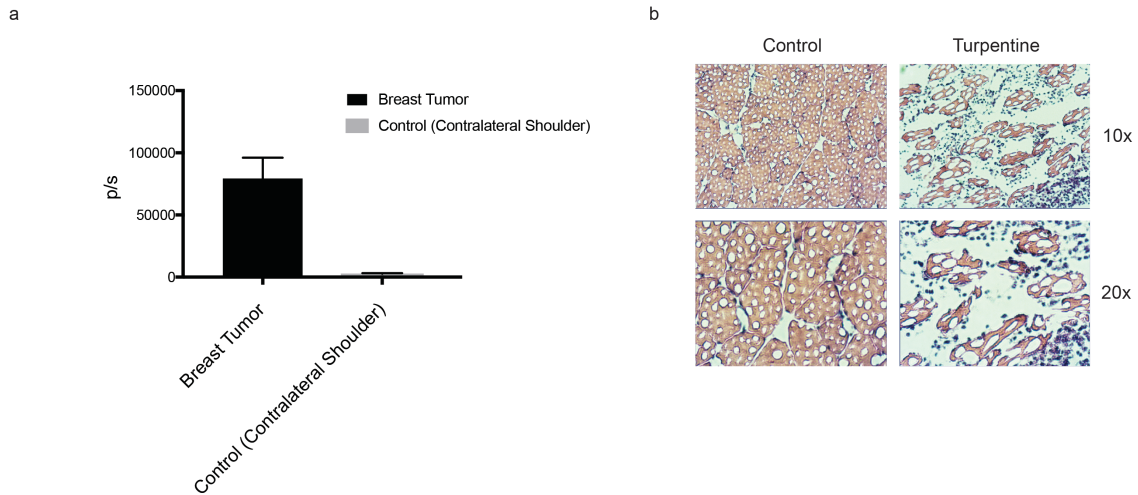 a
150000
100000
50000
0
p/s
Breast Tumor
Control (Contralateral Shoulder)
Breast Tumor
Control (Contralateral Shoulder)
b
Control
Turpentine
10x
20x